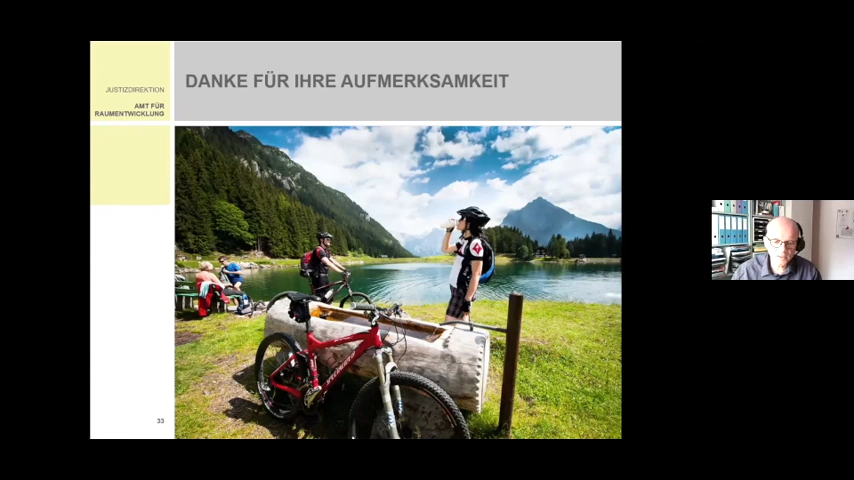 JUSTIZDIREKTION
AMT FÜR
RAUMENTWICKLUNG
DANKE FÜR IHRE AUFMERKSAMKEIT
33